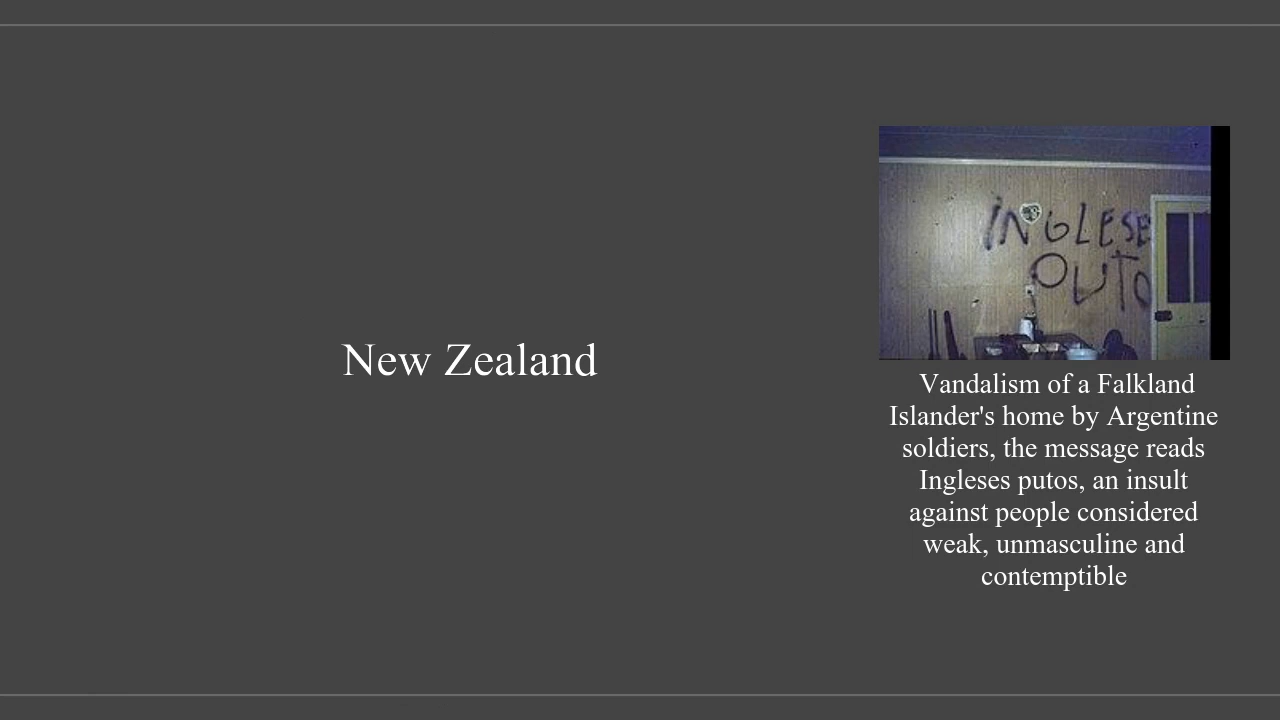 New Zealand
INGLESE
PUTO
Vandalism of a Falkland
Islander's home by Argentine
soldiers, the message reads
Ingleses putos, an insult
against people considered
weak, unmasculine and
contemptible